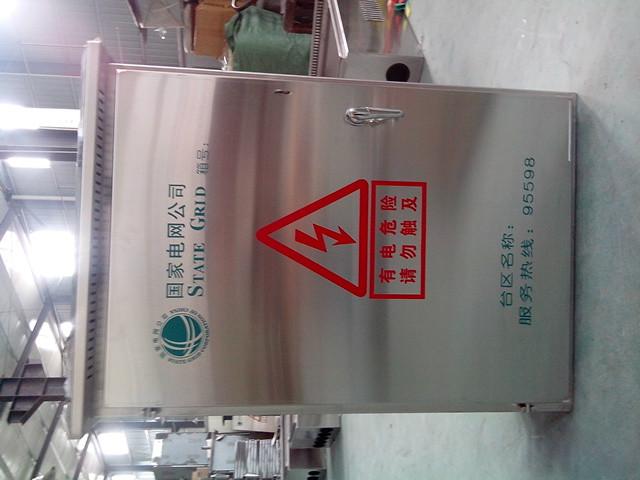 国家电网公司
STATE GRID 箱号:
有电危险
请勿触及
台区名称:
服务热线: 95598